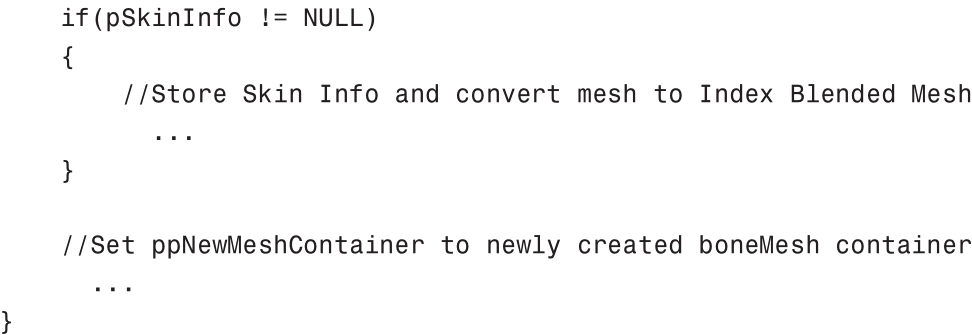 if(pSkinInfo != NULL)
{
//Store Skin Info and convert mesh to Index Blended Mesh
...
}
//Set ppNewMeshContainer to newly created boneMesh container
...
}